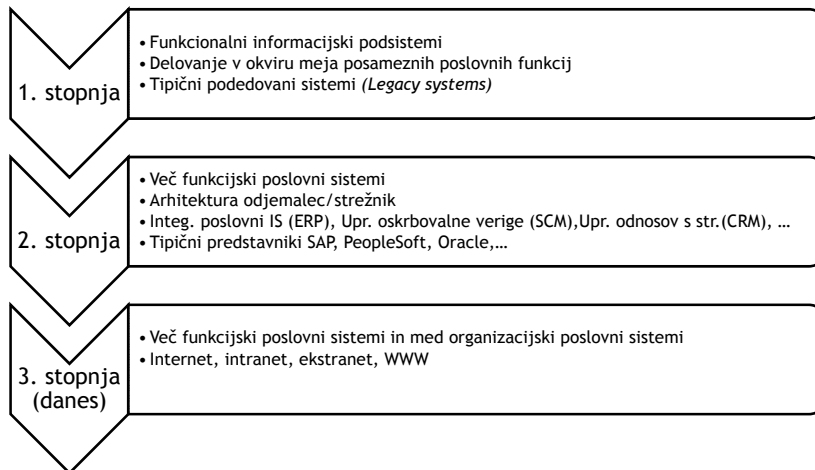 1. stopnja
• Funkcionalni informacijski podsistemi
• Delovanje v okviru meja posameznih poslovnih funkcij
• Tipični podedovani sistemi (Legacy systems)
2. stopnja
• Več funkcijski poslovni sistemi
• Arhitektura odjemalec/strežnik
• Integ. poslovni IS (ERP), Upr. oskrbovalne verige (SCM),Upr. odnosov s str.(CRM), …
• Tipični predstavniki SAP, PeopleSoft, Oracle,…
3. stopnja
(danes)
• Več funkcijski poslovni sistemi in med organizacijski poslovni sistemi
• Internet, intranet, ekstranet, WWW